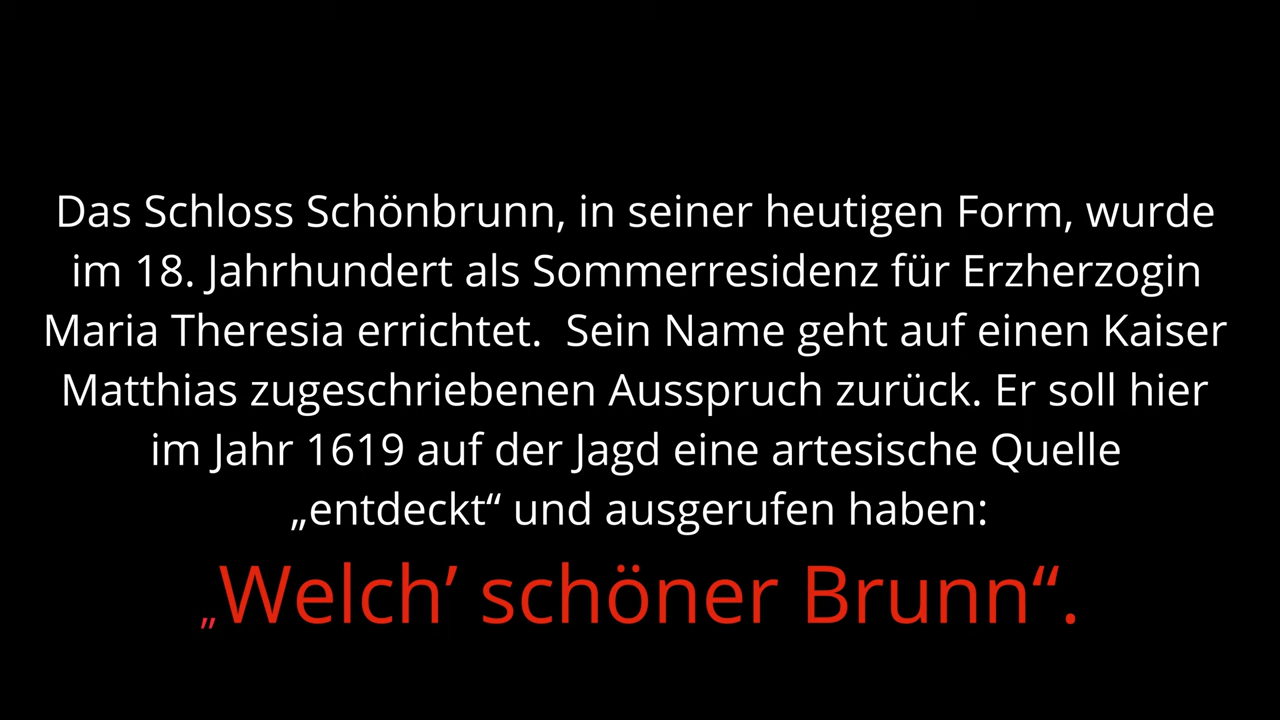 Das Schloss Schönbrunn, in seiner heutigen Form, wurde
im 18. Jahrhundert als Sommerresidenz für Erzherzogin
Maria Theresia errichtet.  Sein Name geht auf einen Kaiser
Matthias zugeschriebenen Ausspruch zurück. Er soll hier
im Jahr 1619 auf der Jagd eine artesische Quelle
„entdeckt“ und ausgerufen haben:
„Welch’ schöner Brunn“.